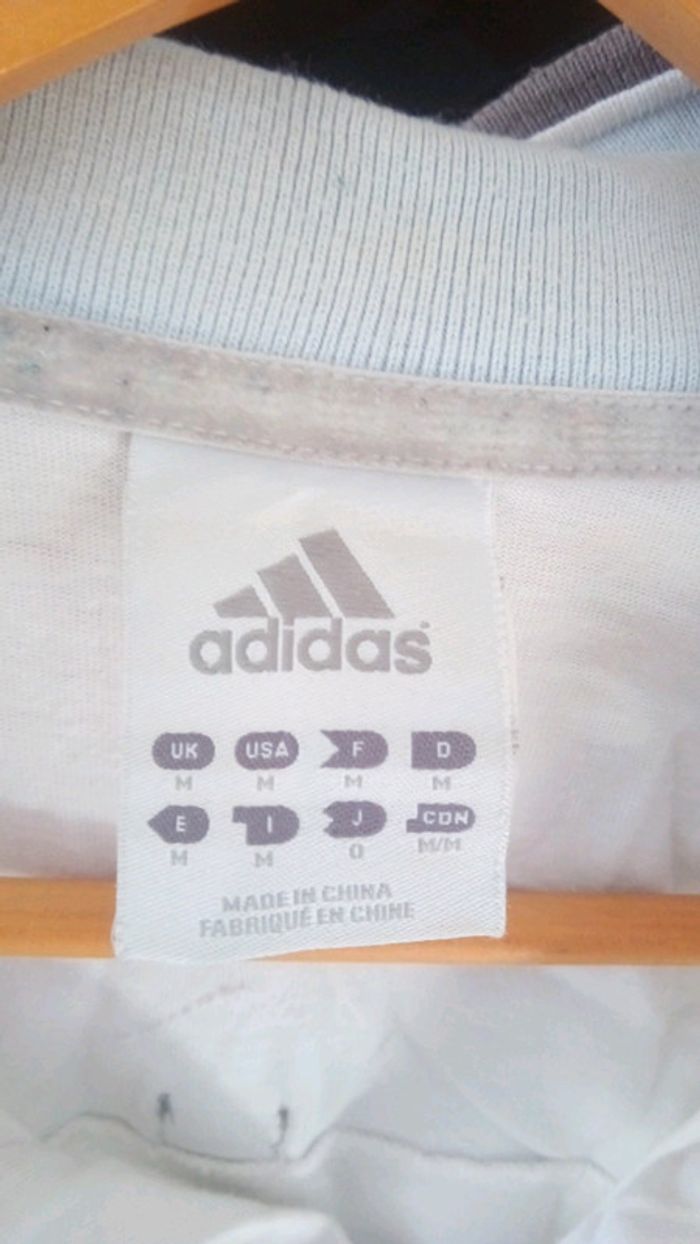 adidas
UK USA F D
M M M M
E I J CDN
M M O M/M
MADE IN CHINA
FABRIQUÉ EN CHINE